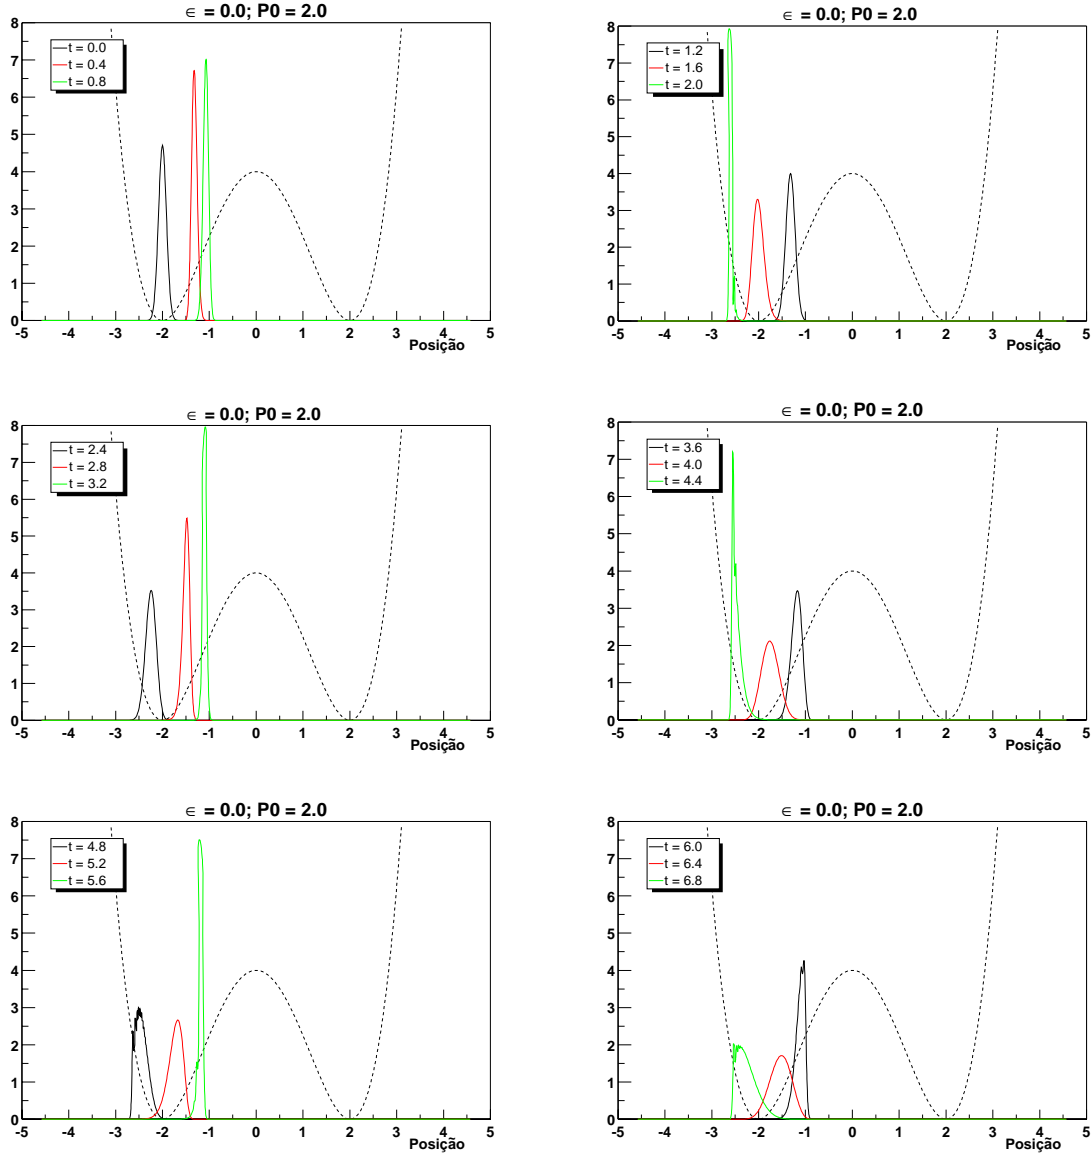 ∈ = 0.0; P0 = 2.0
8
7
6
5
4
3
2
1
0
t = 0.0
t = 0.4
t = 0.8
-5 -4 -3 -2 -1 0 1 2 3 4 5
Posição
∈ = 0.0; P0 = 2.0
8
7
6
5
4
3
2
1
0
t = 1.2
t = 1.6
t = 2.0
-5 -4 -3 -2 -1 0 1 2 3 4 5
Posição
∈ = 0.0; P0 = 2.0
8
7
6
5
4
3
2
1
0
t = 2.4
t = 2.8
t = 3.2
-5 -4 -3 -2 -1 0 1 2 3 4 5
Posição
∈ = 0.0; P0 = 2.0
8
7
6
5
4
3
2
1
0
t = 3.6
t = 4.0
t = 4.4
-5 -4 -3 -2 -1 0 1 2 3 4 5
Posição
∈ = 0.0; P0 = 2.0
8
7
6
5
4
3
2
1
0
t = 4.8
t = 5.2
t = 5.6
-5 -4 -3 -2 -1 0 1 2 3 4 5
Posição
∈ = 0.0; P0 = 2.0
8
7
6
5
4
3
2
1
0
t = 6.0
t = 6.4
t = 6.8
-5 -4 -3 -2 -1 0 1 2 3 4 5
Posição